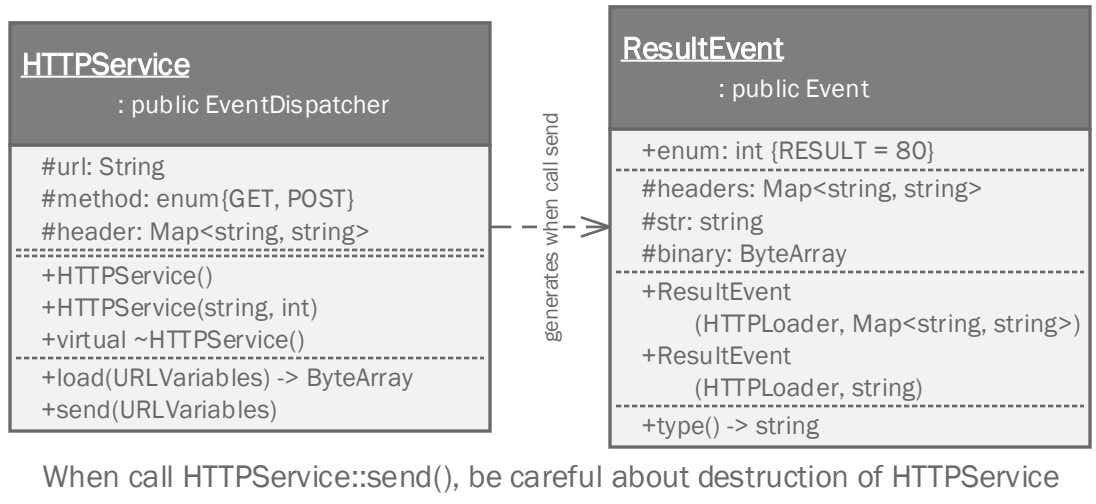 HTTPService
: public EventDispatcher
#url: String
#method: enum{GET, POST}
#header: Map<string, string>
+HTTPService()
+HTTPService(string, int)
+virtual ~HTTPService()
+load(URLVariables) -> ByteArray
+send(URLVariables)
generates when call send
ResultEvent
: public Event
+enum: int {RESULT = 80}
#headers: Map<string, string>
#str: string
#binary: ByteArray
+ResultEvent
(HTTPLoader, Map<string, string>)
+ResultEvent
(HTTPLoader, string)
+type() -> string
When call HTTPService::send(), be careful about destruction of HTTPService